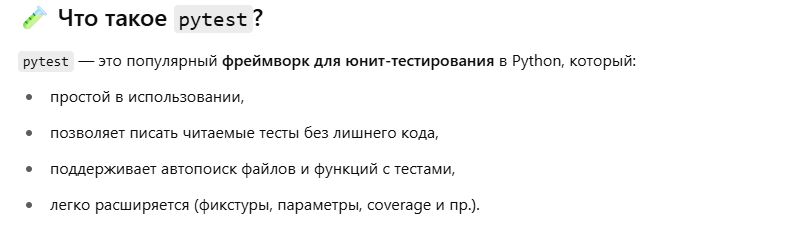 Что такое pytest?
pytest — это популярный фреймворк для юнит-тестирования в Python, который:
• простой в использовании,
• позволяет писать читаемые тесты без лишнего кода,
• поддерживает автопоиск файлов и функций с тестами,
• легко расширяется (фикстуры, параметры, coverage и пр.).